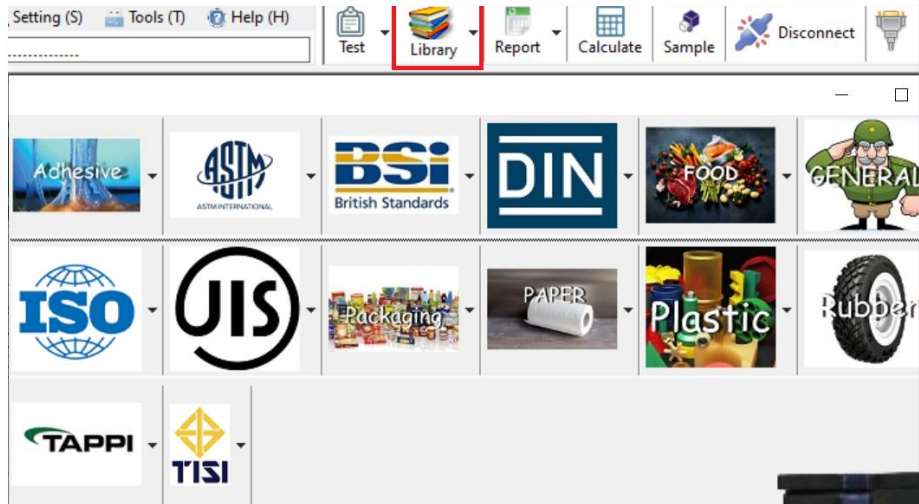 Setting (S) Tools (T) Help (H)
--------------
Test
Library
Report
Calculate
Sample
Disconnect
Adhesive
ASTM
ASTM INTERNATIONAL
BSi
British Standards
DIN
FOOD
GENERAL
ISO
JIS
Packaging
PAPER
Plastic
Rubber
TAPPI
TISI